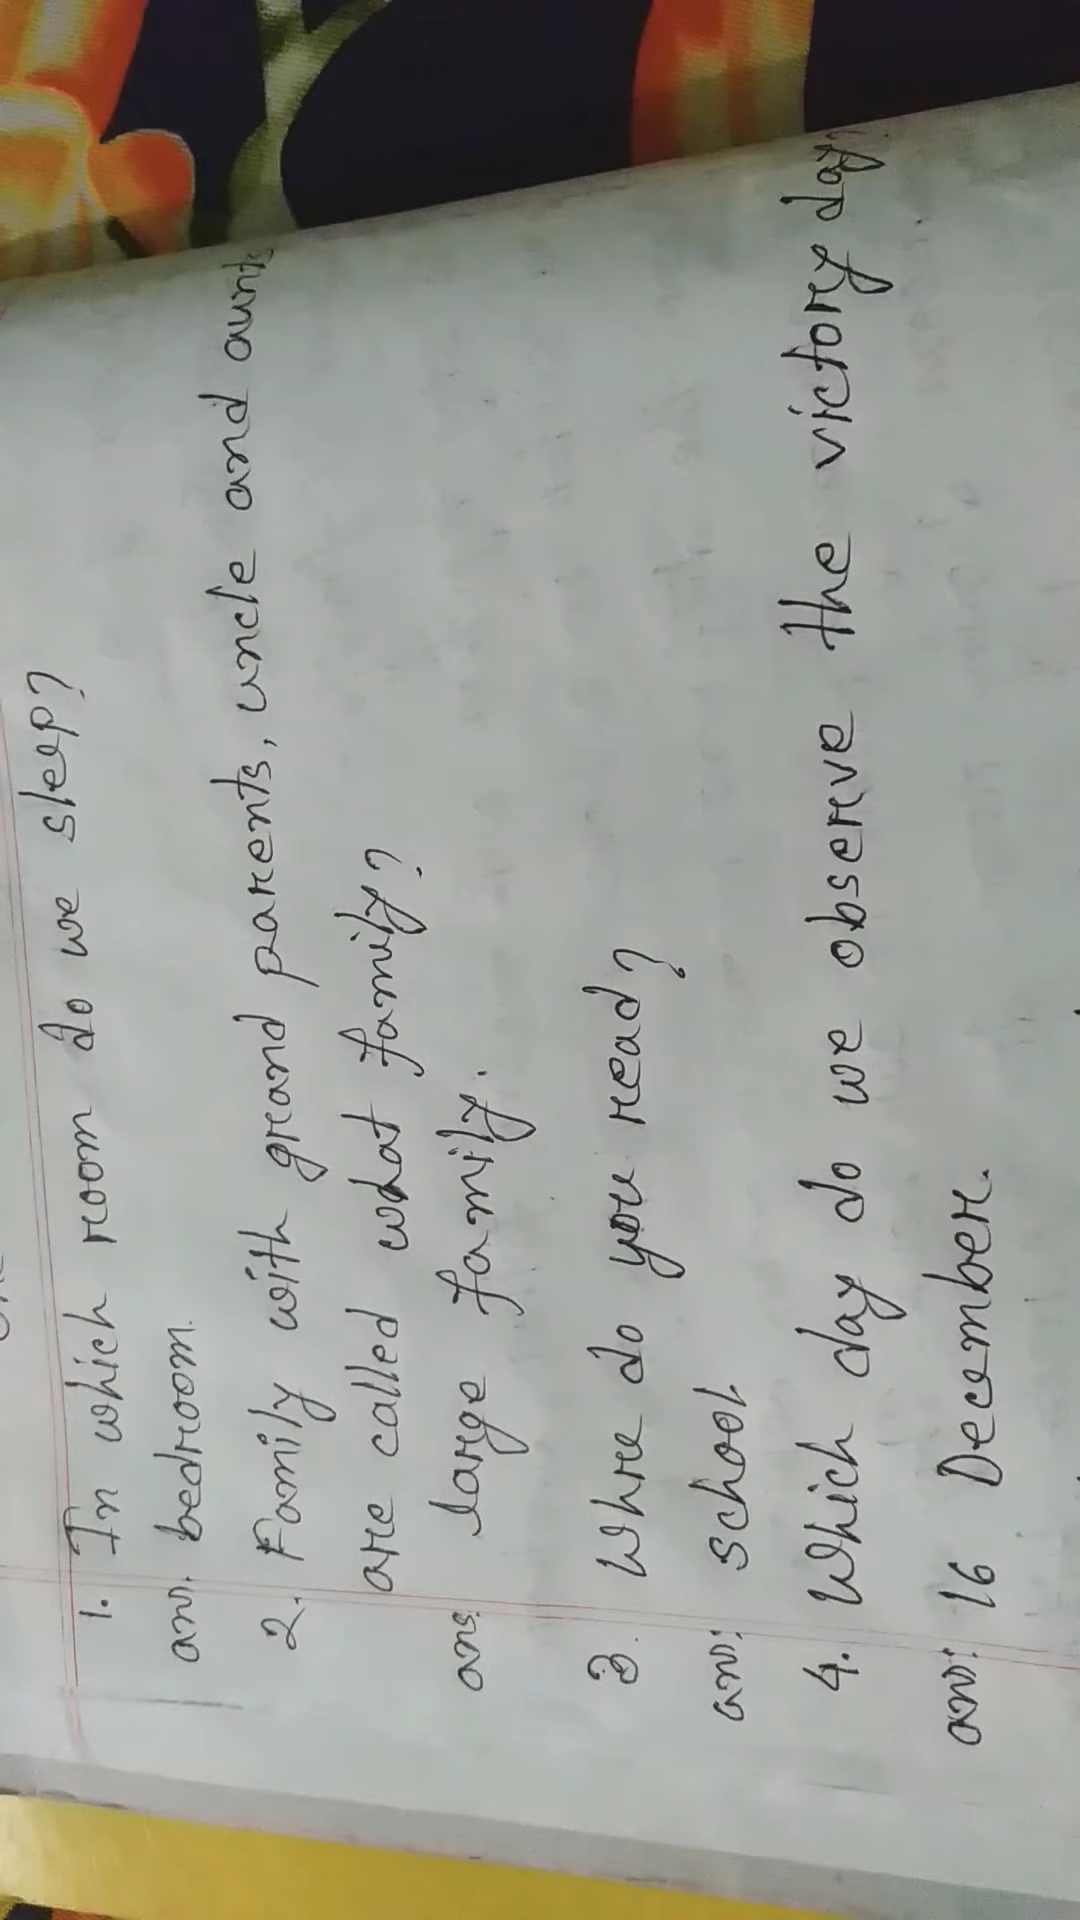 1. In which room do we sleep?
ans. bedroom.
2. Family with grand parents, uncle and aunt
are called what family?
ans. large family.
3. Whre do you read?
ans: school.
4. Which day do we observe the victory day?
ans: 16 December.